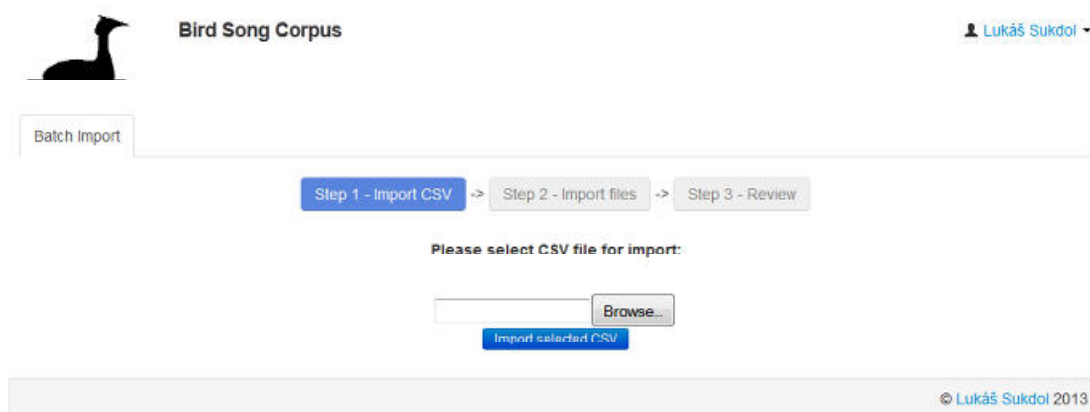 Bird Song Corpus
Lukáš Sukdol
Batch Import
Step 1 - Import CSV -> Step 2 - Import files -> Step 3 - Review
Please select CSV file for import:
Browse...
Import selected CSV
© Lukáš Sukdol 2013